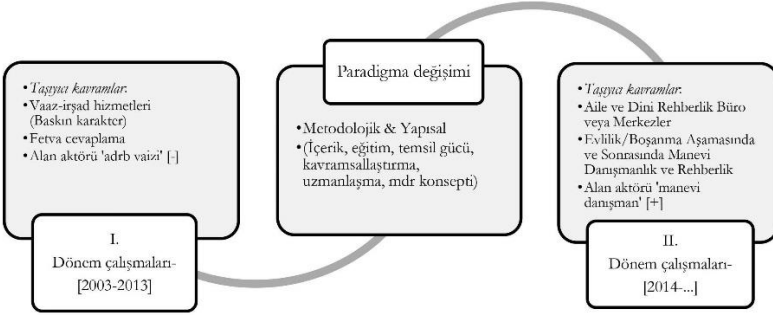 • Taşıyıcı kavramlar:
• Vaaz-irşad hizmetleri
(Baskın karakter)
• Fetva cevaplama
• Alan aktörü 'adrb vaizi' [-]
I.
Dönem çalışmaları-
[2003-2013]
Paradigma değişimi
• Metodolojik & Yapısal
• (İçerik, eğitim, temsil gücü,
kavramsallaştırma,
uzmanlaşma, mdr konsepti)
• Taşıyıcı kavramlar:
• Aile ve Dini Rehberlik Büro
veya Merkezler
• Evlilik/Boşanma Aşamasında
ve Sonrasında Manevi
Danışmanlık ve Rehberlik
• Alan aktörü 'manevi
danışman' [+]
II.
Dönem çalışmaları-
[2014-...]